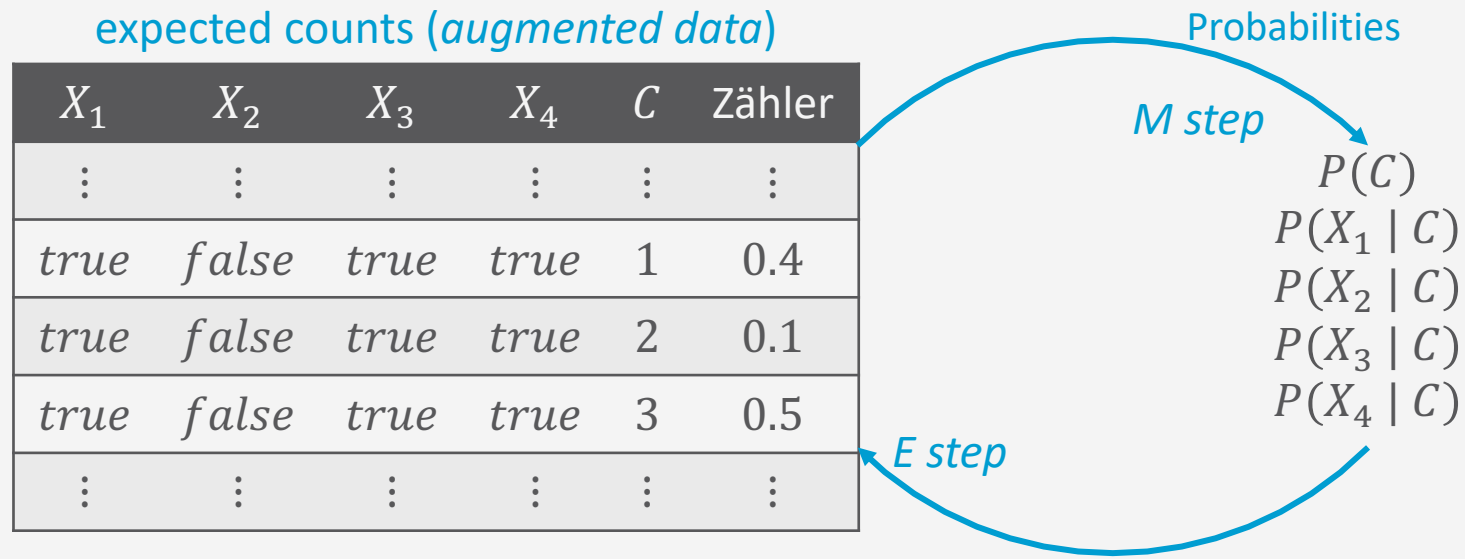 expected counts (augmented data)
Probabilities
X₁ X₂ X₃ X₄ C Zähler
⋮ ⋮ ⋮ ⋮ ⋮ ⋮
true false true true 1 0.4
true false true true 2 0.1
true false true true 3 0.5
⋮ ⋮ ⋮ ⋮ ⋮ ⋮
M step
P(C)
P(X₁ | C)
P(X₂ | C)
P(X₃ | C)
P(X₄ | C)
E step